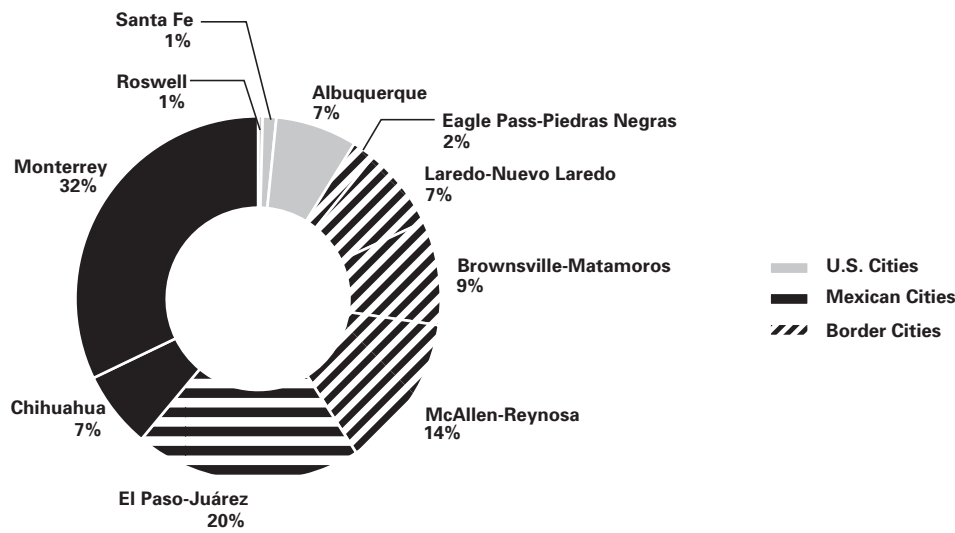 Santa Fe
1%
Roswell
1%
Albuquerque
7%
Eagle Pass-Piedras Negras
2%
Monterrey
32%
Laredo-Nuevo Laredo
7%
Brownsville-Matamoros
9%
U.S. Cities
Mexican Cities
Border Cities
Chihuahua
7%
McAllen-Reynosa
14%
El Paso-Juárez
20%